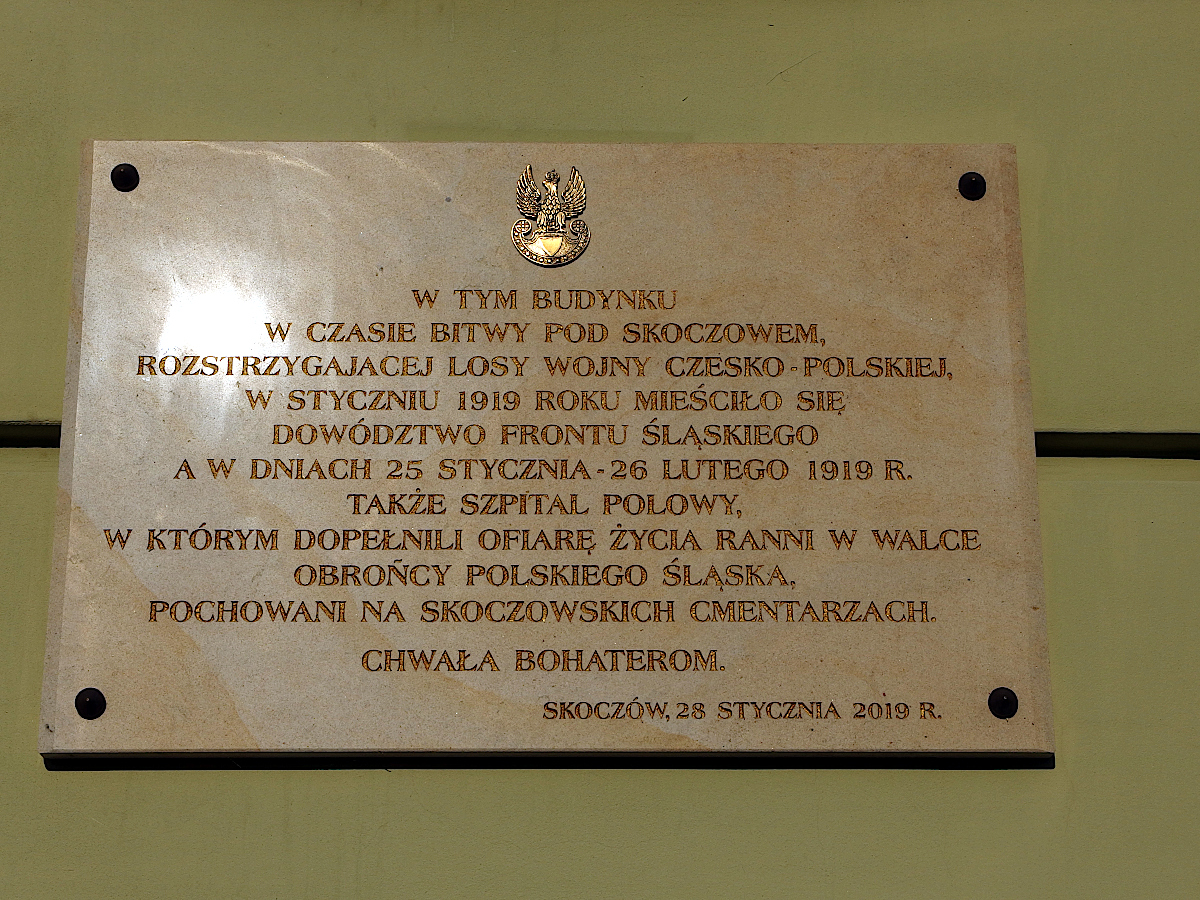 W TYM BUDYNKU
W CZASIE BITWY POD SKOCZOWEM,
ROZSTRZYGAJĄCEJ LOSY WOJNY CZESKO-POLSKIEJ,
W STYCZNIU 1919 ROKU MIEŚCIŁO SIĘ
DOWÓDZTWO FRONTU ŚLĄSKIEGO
A W DNIACH 25 STYCZNIA-26 LUTEGO 1919 R.
TAKŻE SZPITAL POLOWY,
W KTÓRYM DOPEŁNILI OFIARĘ ŻYCIA RANNI W WALCE
OBROŃCY POLSKIEGO ŚLĄSKA,
POCHOWANI NA SKOCZOWSKICH CMENTARZACH.
CHWAŁA BOHATEROM.
SKOCZÓW, 28 STYCZNIA 2019 R.